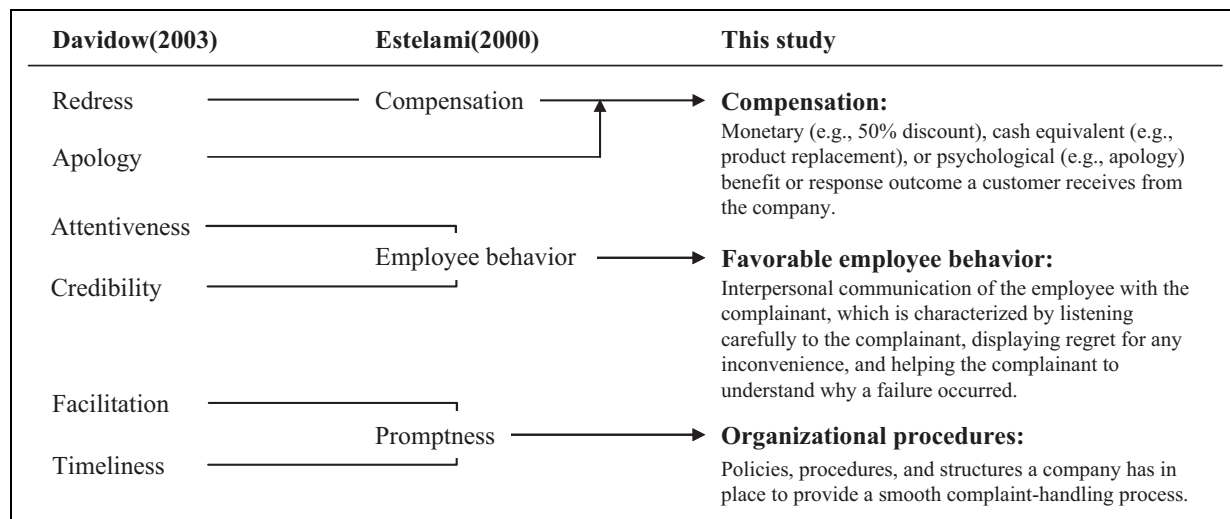 Davidow(2003) Estelami(2000) This study
Redress Compensation Compensation:
Monetary (e.g., 50% discount), cash equivalent (e.g.,
Apology product replacement), or psychological (e.g., apology)
benefit or response outcome a customer receives from
the company.
Attentiveness
Employee behavior Favorable employee behavior:
Credibility Interpersonal communication of the employee with the
complainant, which is characterized by listening
carefully to the complainant, displaying regret for any
inconvenience, and helping the complainant to
understand why a failure occurred.
Facilitation
Promptness Organizational procedures:
Timeliness Policies, procedures, and structures a company has in
place to provide a smooth complaint-handling process.